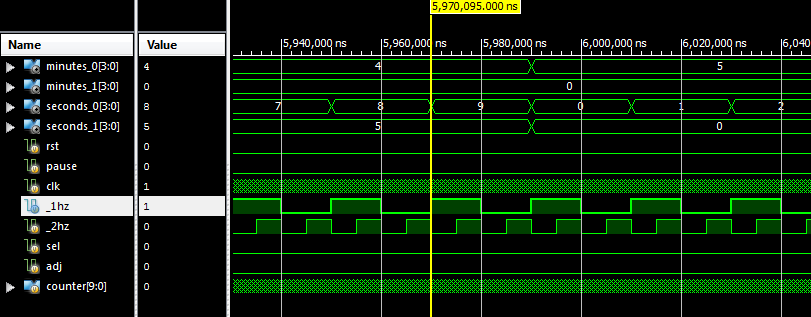 5,970,095.000 ns
Name Value 5,940,000 ns 5,960,000 ns 5,980,000 ns 6,000,000 ns 6,020,000 ns 6,04
minutes_0[3:0] 4 4 5
minutes_1[3:0] 0 0
seconds_0[3:0] 8 7 8 9 0 1 2
seconds_1[3:0] 5 5 0
rst 0
pause 0
clk 1
_1hz 1
_2hz 0
sel 0
adj 0
counter[9:0] 0